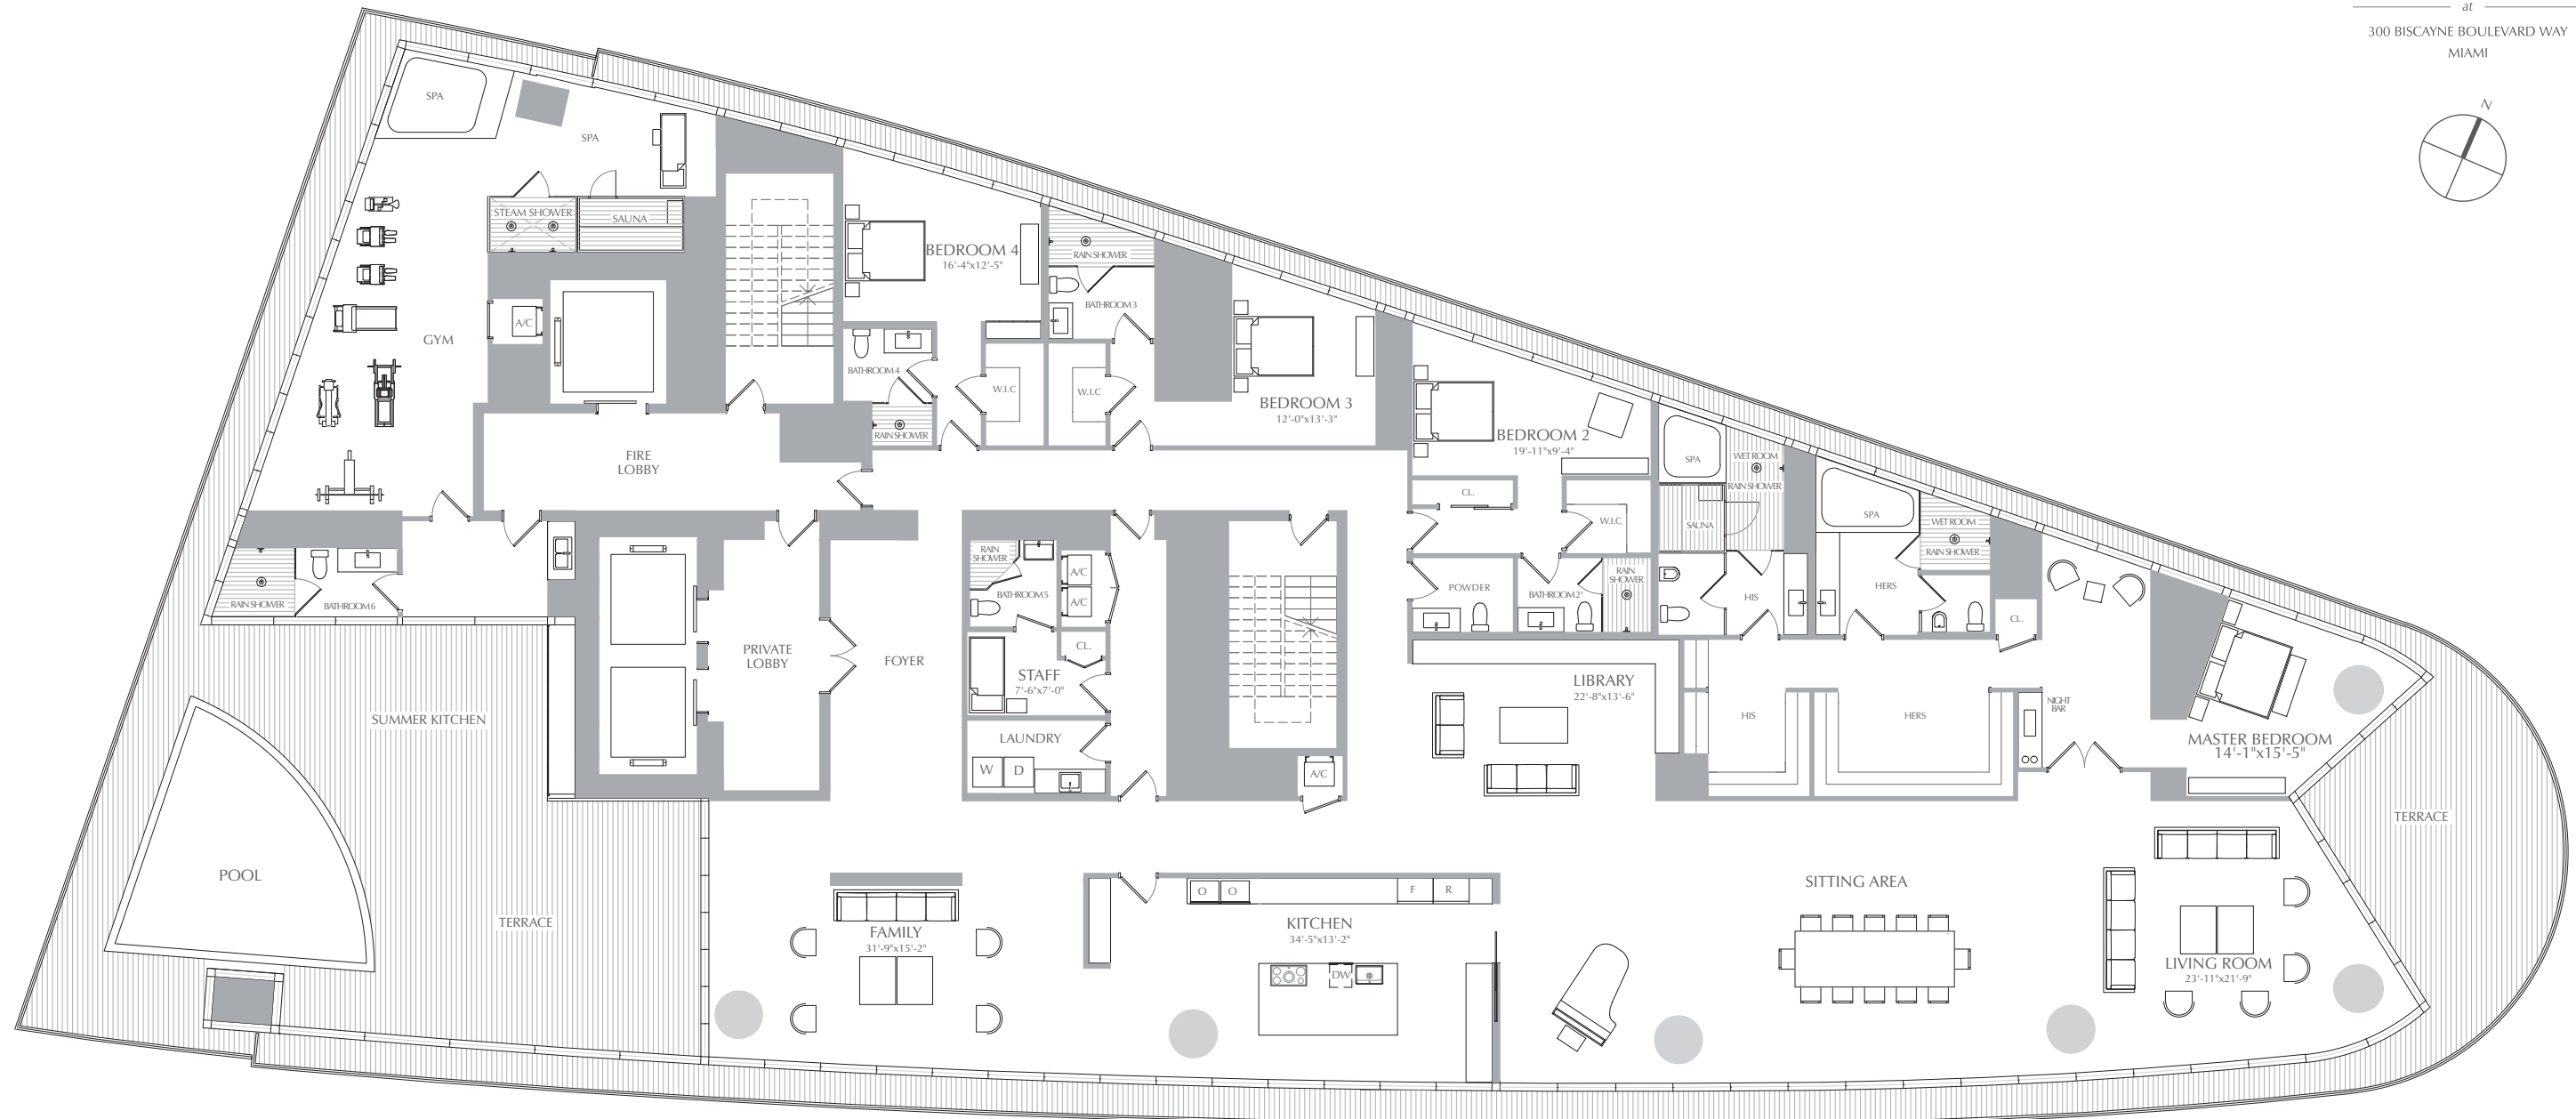 at
300 BISCAYNE BOULEVARD WAY
MIAMI
N
SPA
SPA
STEAM SHOWER
SAUNA
GYM
A/C
BEDROOM 4
16'-4"x12'-5"
RAIN SHOWER
BATHROOM 3
BATHROOM 4
RAIN SHOWER
W.I.C
W.I.C
BEDROOM 3
12'-0"x13'-3"
BEDROOM 2
19'-11"x9'-4"
CL.
W.I.C
SPA
WET ROOM
RAIN SHOWER
SAUNA
SPA
WET ROOM
RAIN SHOWER
FIRE
LOBBY
RAIN SHOWER
BATHROOM 6
RAIN
SHOWER
A/C
A/C
BATHROOM 5
POWDER
BATHROOM 2'
RAIN
SHOWER
HIS
HERS
CL.
PRIVATE
LOBBY
FOYER
CL.
STAFF
7'-6"x7'-0"
LAUNDRY
W
D
A/C
LIBRARY
22'-8"x13'-6"
HIS
HERS
NIGHT
BAR
MASTER BEDROOM
14'-1"x15'-5"
SUMMER KITCHEN
POOL
TERRACE
TERRACE
FAMILY
31'-9"x15'-2"
O
O
F
R
KITCHEN
34'-5"x13'-2"
DW
SITTING AREA
LIVING ROOM
23'-11"x21'-9"